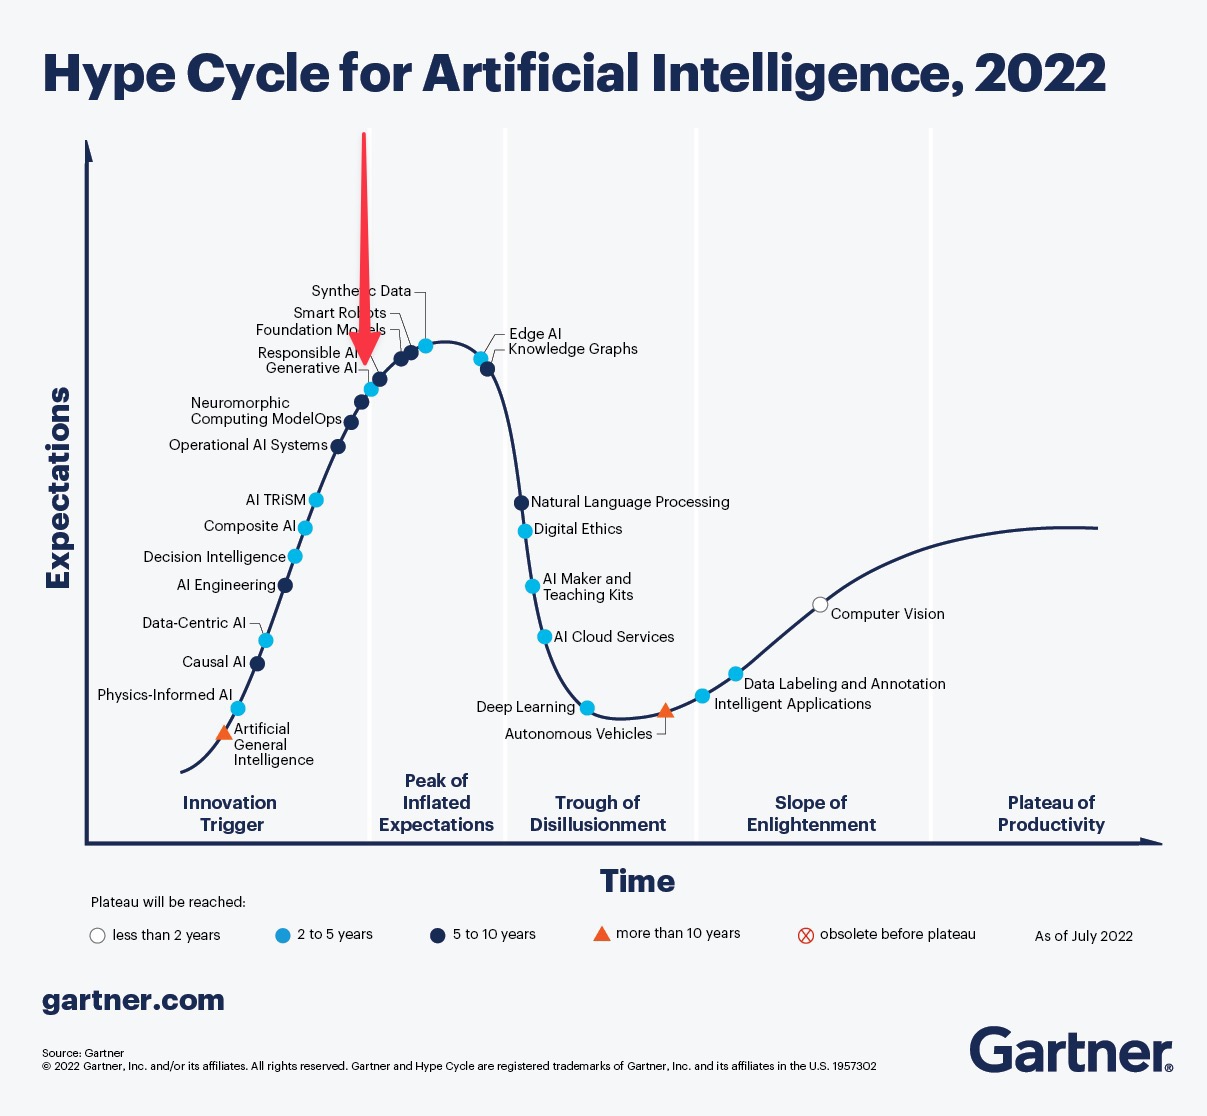 Hype Cycle for Artificial Intelligence, 2022
Expectations
Synthetic Data
Smart Robots
Foundation Models
Responsible AI
Generative AI
Neuromorphic
Computing ModelOps
Operational AI Systems
AI TRiSM
Composite AI
Decision Intelligence
AI Engineering
Data-Centric AI
Causal AI
Physics-Informed AI
Artificial
General
Intelligence
Edge AI
Knowledge Graphs
Natural Language Processing
Digital Ethics
AI Maker and
Teaching Kits
AI Cloud Services
Deep Learning
Autonomous Vehicles
Computer Vision
Data Labeling and Annotation
Intelligent Applications
Innovation
Trigger
Peak of
Inflated
Expectations
Trough of
Disillusionment
Slope of
Enlightenment
Plateau of
Productivity
Time
Plateau will be reached:
less than 2 years
2 to 5 years
5 to 10 years
more than 10 years
obsolete before plateau
As of July 2022
gartner.com
Source: Gartner
© 2022 Gartner, Inc. and/or its affiliates. All rights reserved. Gartner and Hype Cycle are registered trademarks of Gartner, Inc. and its affiliates in the U.S. 1957302
Gartner®